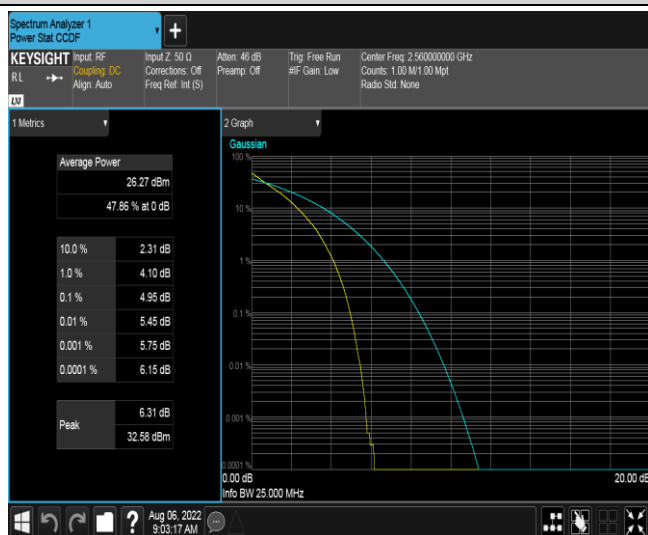 Spectrum Analyzer 1
Power Stat CCDF
+
KEYSIGHT
RL
LXI
Input: RF
Coupling: DC
Align: Auto
Input Z: 50 Ω
Corrections: Off
Freq Ref: Int (S)
Atten: 46 dB
Preamp: Off
Trig: Free Run
#IF Gain: Low
Center Freq: 2.560000000 GHz
Counts: 1.00 M/1.00 Mpt
Radio Std: None
1 Metrics
Average Power
26.27 dBm
47.86 % at 0 dB
10.0 % 2.31 dB
1.0 % 4.10 dB
0.1 % 4.95 dB
0.01 % 5.45 dB
0.001 % 5.75 dB
0.0001 % 6.15 dB
Peak
6.31 dB
32.58 dBm
2 Graph
Gaussian
100 %
10 %
1 %
0.1 %
0.01 %
0.001 %
0.0001 %
0.00 dB 20.00 dB
Info BW 25.000 MHz
?
Aug 06, 2022
9:03:17 AM